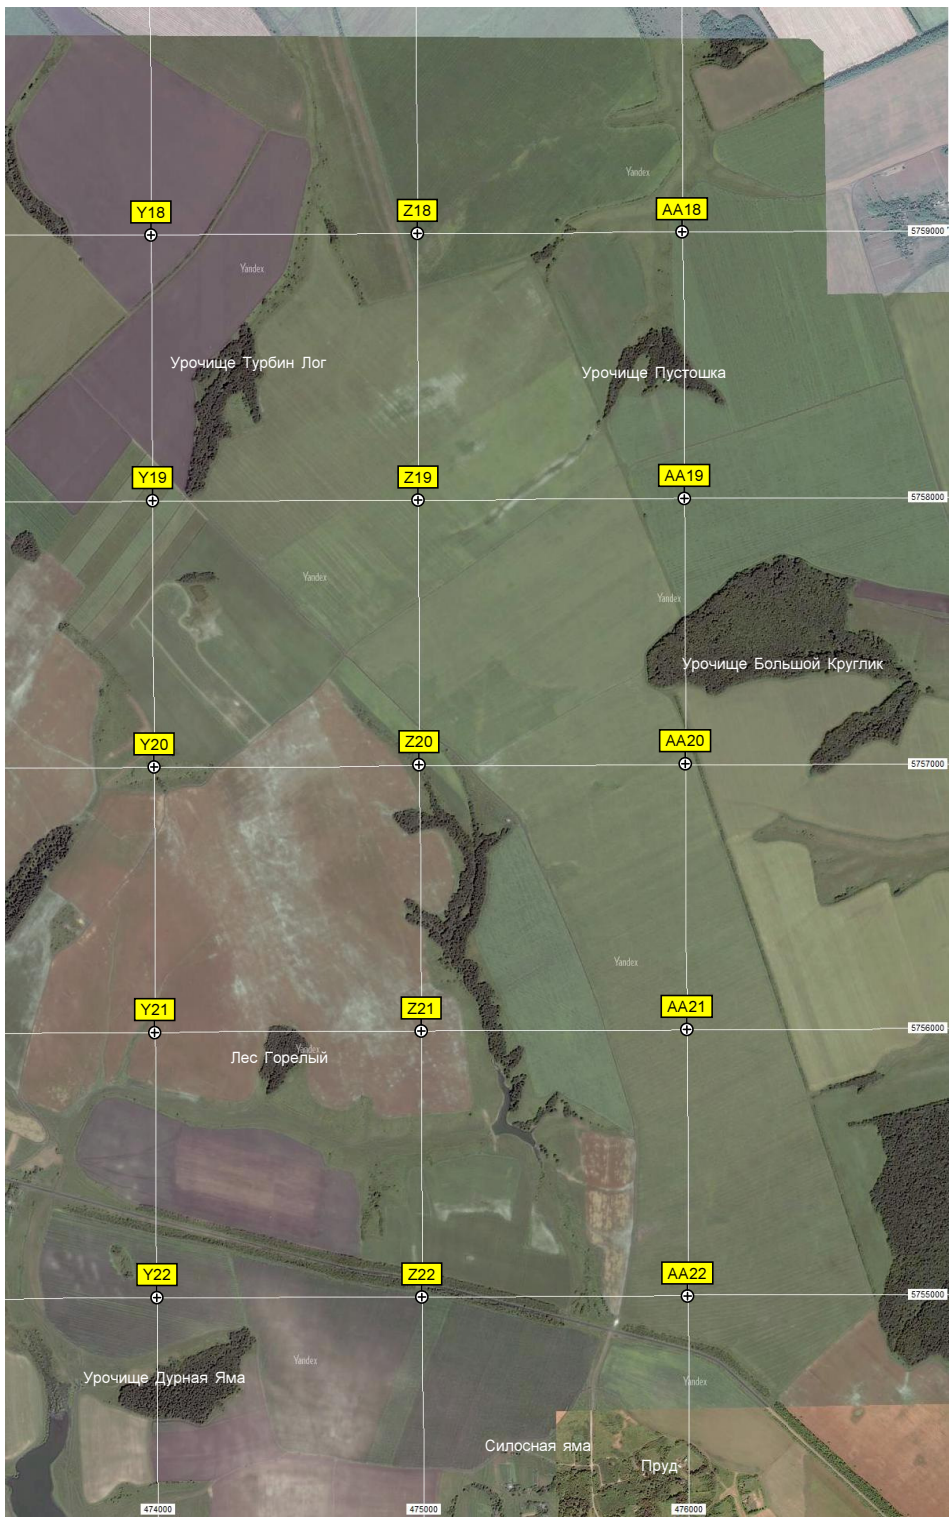 Yandex
Y18
Z18
AA18
5759000
Yandex
Урочище Турбин Лог
Урочище Пустошка
Y19
Z19
AA19
5758000
Yandex
Yandex
Урочище Большой Круглик
Y20
Z20
AA20
5757000
Yandex
Y21
Z21
AA21
5756000
Yandex
Лес Горелый
Y22
Z22
AA22
5755000
Yandex
Урочище Дурная Яма
Yandex
Силосная яма
Пруд
474000
475000
476000